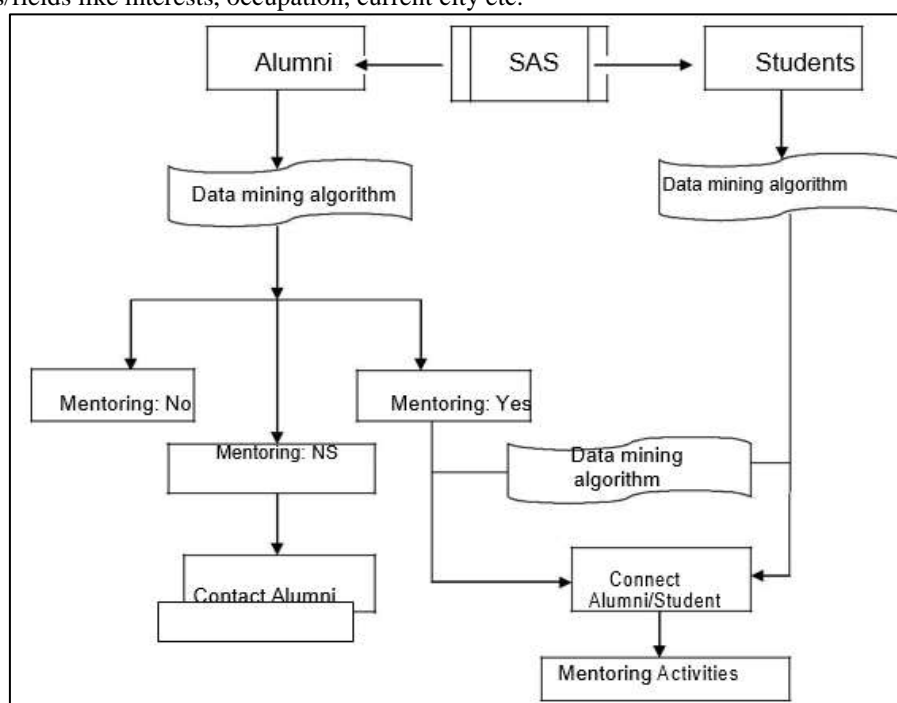 s/fields like interests, occupation, current city etc.
Alumni
SAS
Students
Data mining algorithm
Data mining algorithm
Mentoring: No
Mentoring: Yes
Mentoring: NS
Data mining
algorithm
Contact Alumni
Connect
Alumni/Student
Mentoring Activities